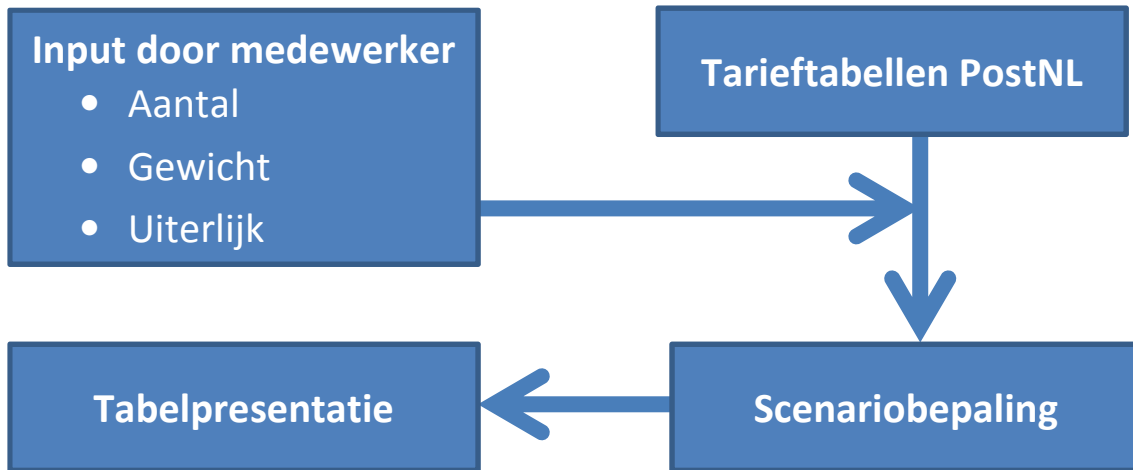 Input door medewerker
• Aantal
• Gewicht
• Uiterlijk
Tarieftabellen PostNL
Tabelpresentatie
Scenariobepaling